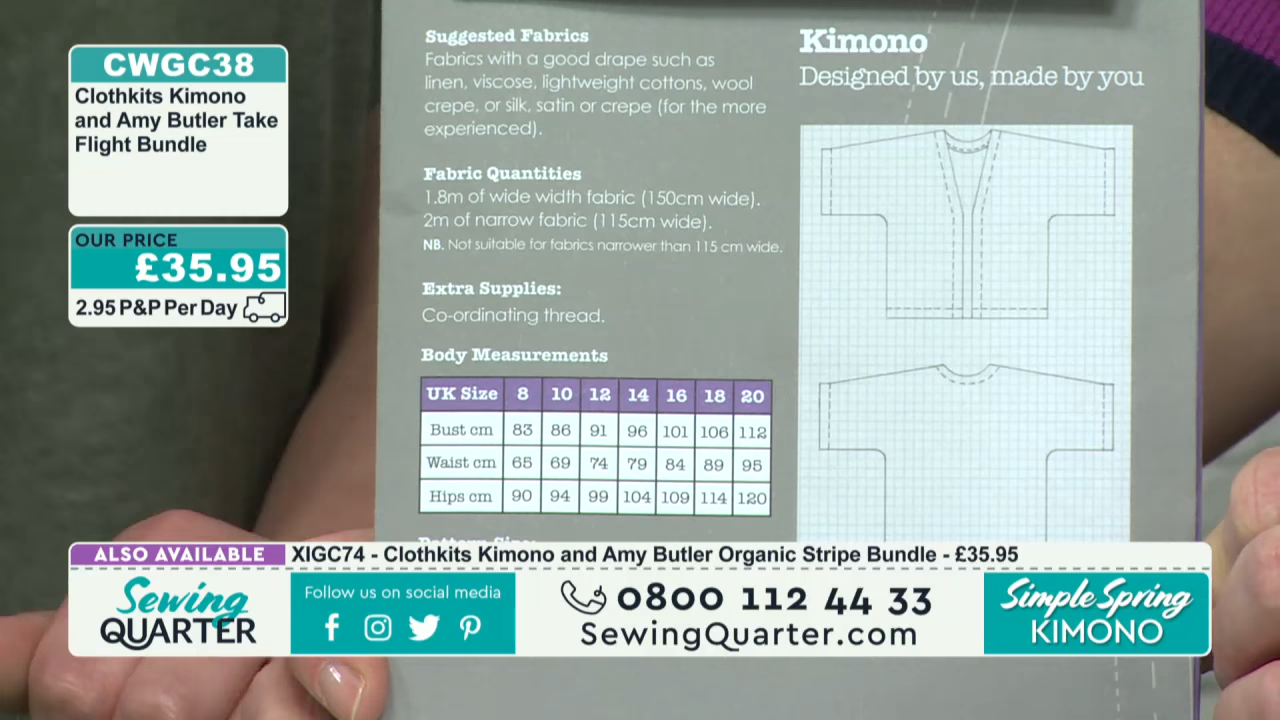 CWGC38
Clothkits Kimono
and Amy Butler Take
Flight Bundle
OUR PRICE
£35.95
2.95 P&P Per Day
Suggested Fabrics
Fabrics with a good drape such as
linen, viscose, lightweight cottons, wool
crepe, or silk, satin or crepe (for the more
experienced).
Fabric Quantities
1.8m of wide width fabric (150cm wide).
2m of narrow fabric (115cm wide).
NB. Not suitable for fabrics narrower than 115 cm wide.
Extra Supplies:
Co-ordinating thread.
Body Measurements
UK Size 8 10 12 14 16 18 20
Bust cm 83 86 91 96 101 106 112
Waist cm 65 69 74 79 84 89 95
Hips cm 90 94 99 104 109 114 120
Kimono
Designed by us, made by you
ALSO AVAILABLE XIGC74 - Clothkits Kimono and Amy Butler Organic Stripe Bundle - £35.95
Sewing
QUARTER
Follow us on social media
0800 112 44 33
SewingQuarter.com
Simple Spring
KIMONO